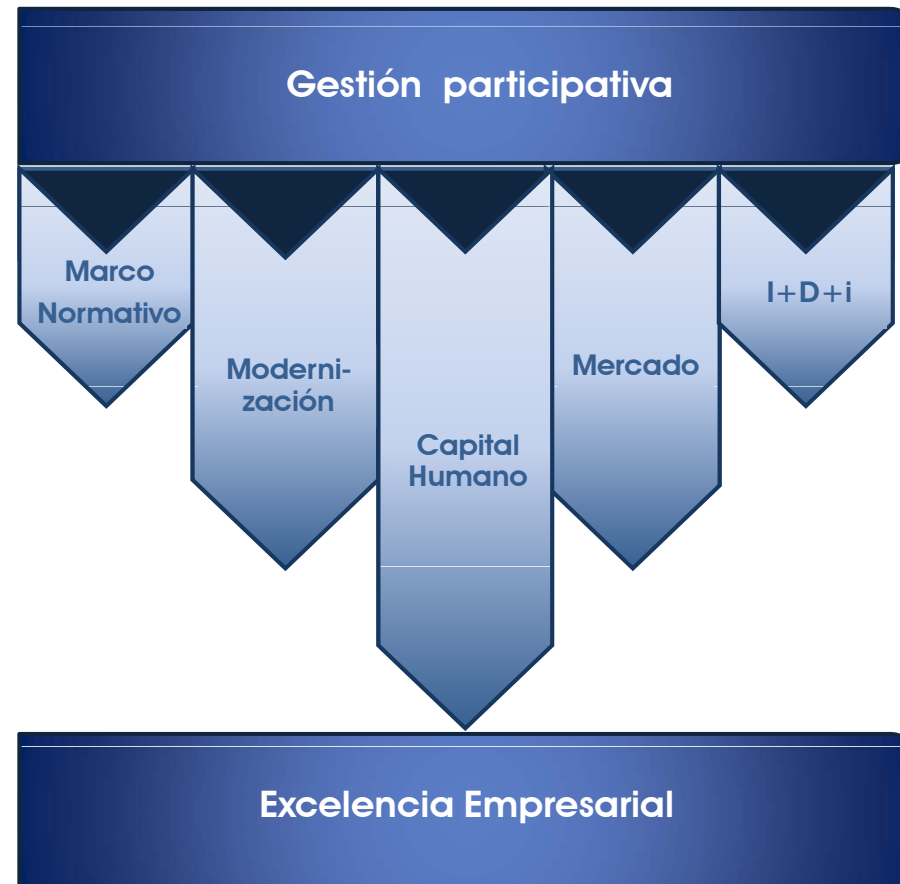 Gestión participativa
Marco
Normativo
Moderni-
zación
Capital
Humano
Mercado
I+D+i
Excelencia Empresarial